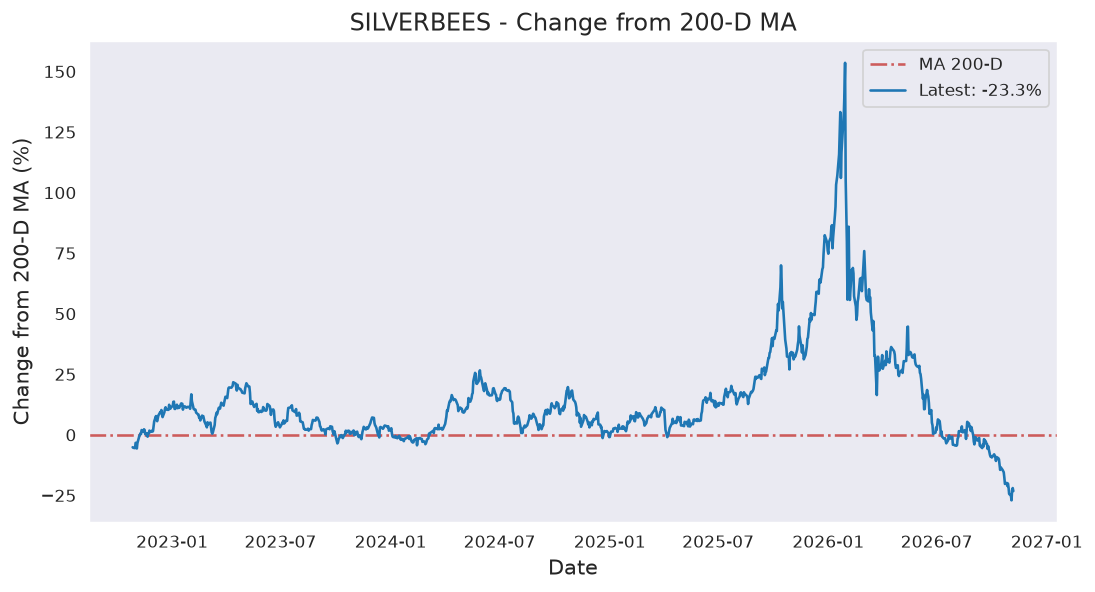 SILVERBEES - Change from 200-D MA
MA 200-D
Latest: -23.3%
Change from 200-D MA (%)
150
125
100
75
50
25
0
−25
2023-01 2023-07 2024-01 2024-07 2025-01 2025-07 2026-01 2026-07 2027-01
Date